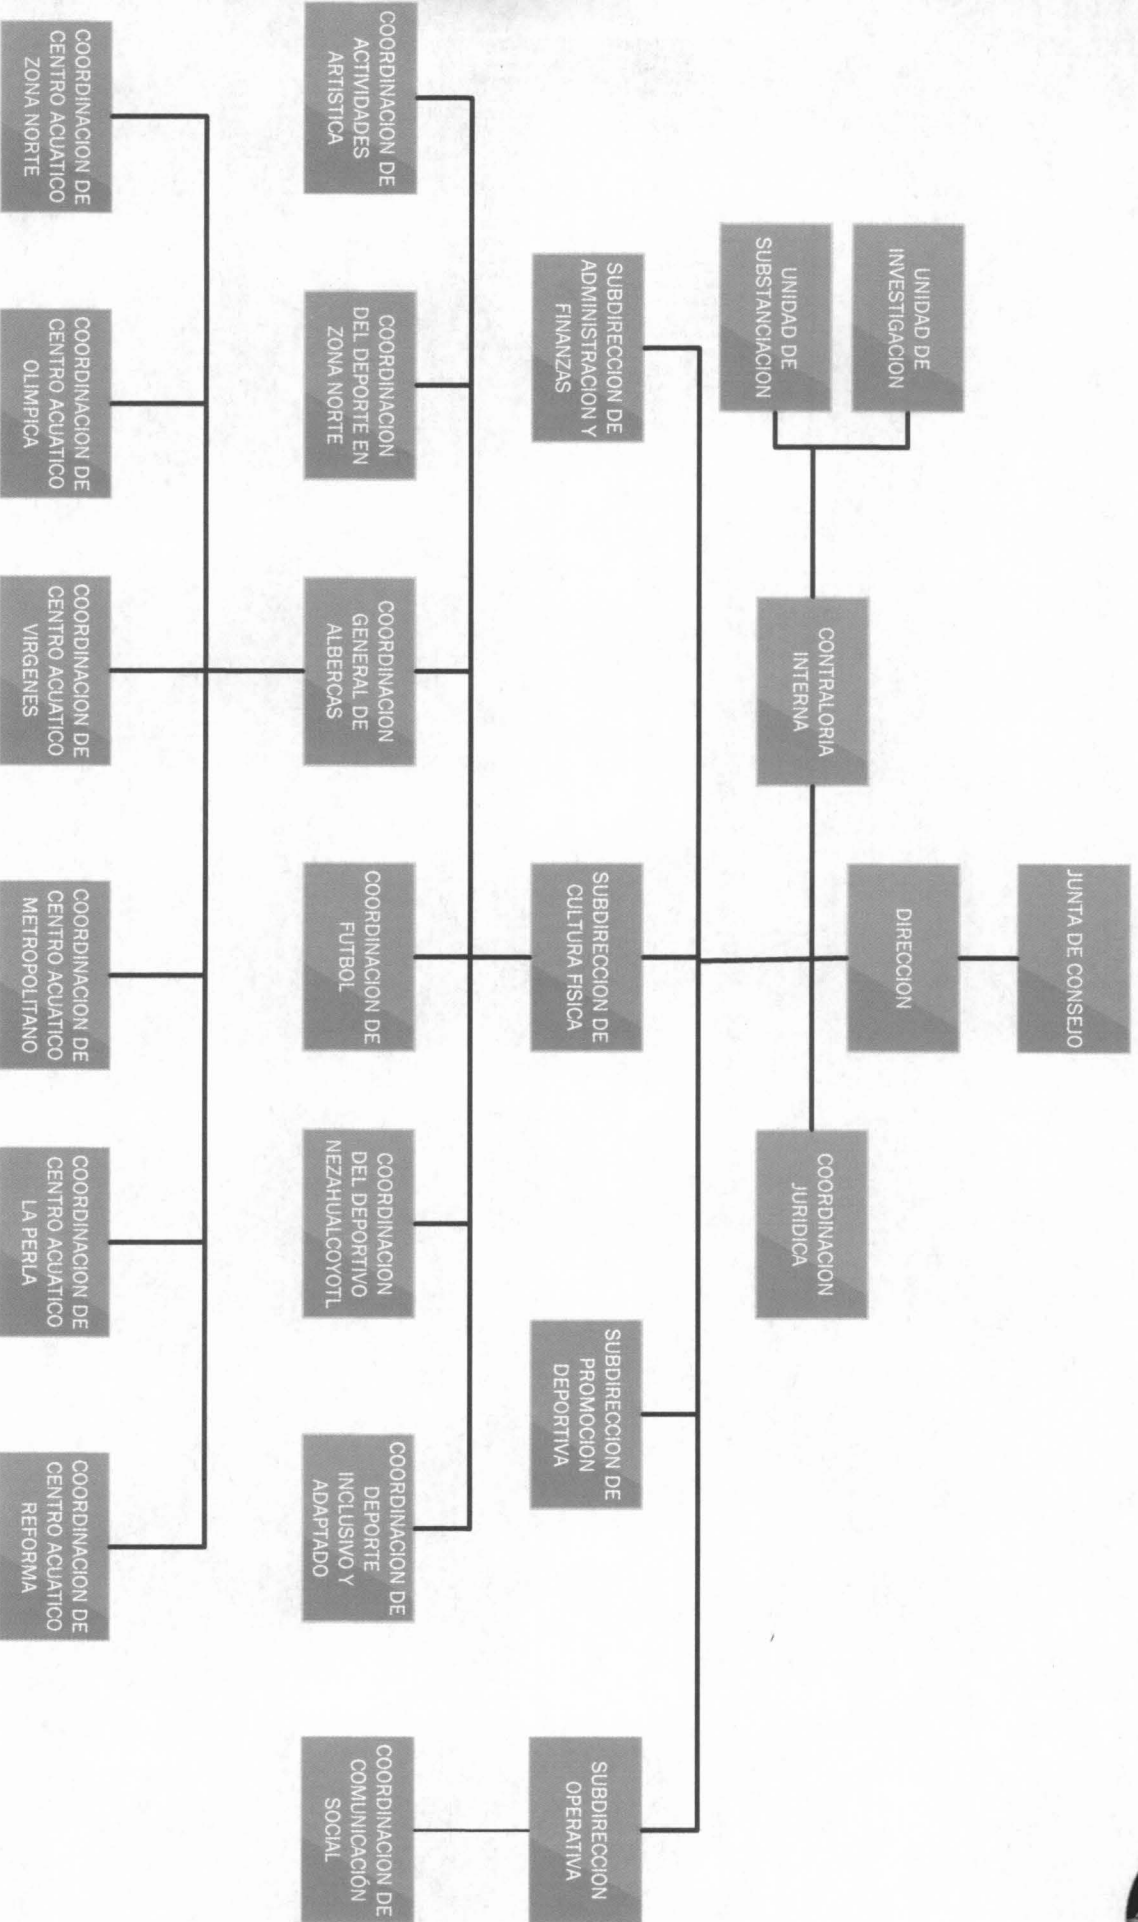 JUNTA DE CONSEJO
DIRECCION
UNIDAD DE
INVESTIGACION
UNIDAD DE
SUBSTANCIACION
CONTRALORIA
INTERNA
COORDINACION
JURIDICA
SUBDIRECCION DE
ADMINISTRACION Y
FINANZAS
SUBDIRECCION DE
CULTURA FISICA
SUBDIRECCION DE
PROMOCION
DEPORTIVA
SUBDIRECCION
OPERATIVA
COORDINACION DE
ACTIVIDADES
ARTISTICA
COORDINACION
DEL DEPORTE EN
ZONA NORTE
COORDINACION
GENERAL DE
ALBERCAS
COORDINACION DE
FUTBOL
COORDINACION
DEL DEPORTIVO
NEZAHUALCOYOTL
COORDINACION DE
DEPORTE
INCLUSIVO Y
ADAPTADO
COORDINACION DE
COMUNICACIÓN
SOCIAL
COORDINACION DE
CENTRO ACUATICO
ZONA NORTE
COORDINACION DE
CENTRO ACUATICO
OLIMPICA
COORDINACION DE
CENTRO ACUATICO
VIRGENES
COORDINACION DE
CENTRO ACUATICO
METROPOLITANO
COORDINACION DE
CENTRO ACUATICO
LA PERLA
COORDINACION DE
CENTRO ACUATICO
REFORMA